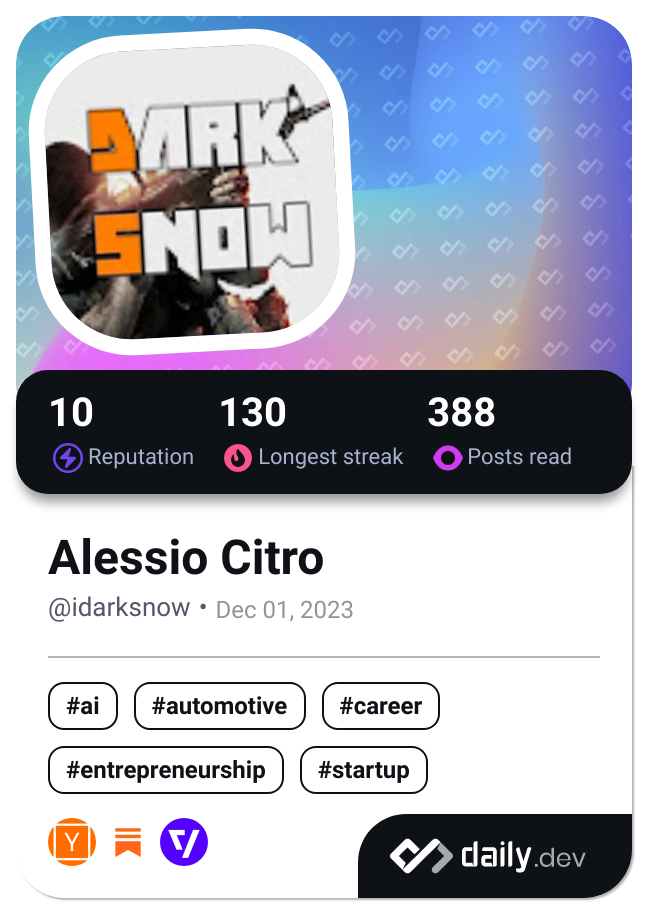 DARK
SNOW
10 130 388
Reputation Longest streak Posts read
Alessio Citro
@idarksnow • Dec 01, 2023
#ai #automotive #career
#entrepreneurship #startup
Y
daily.dev